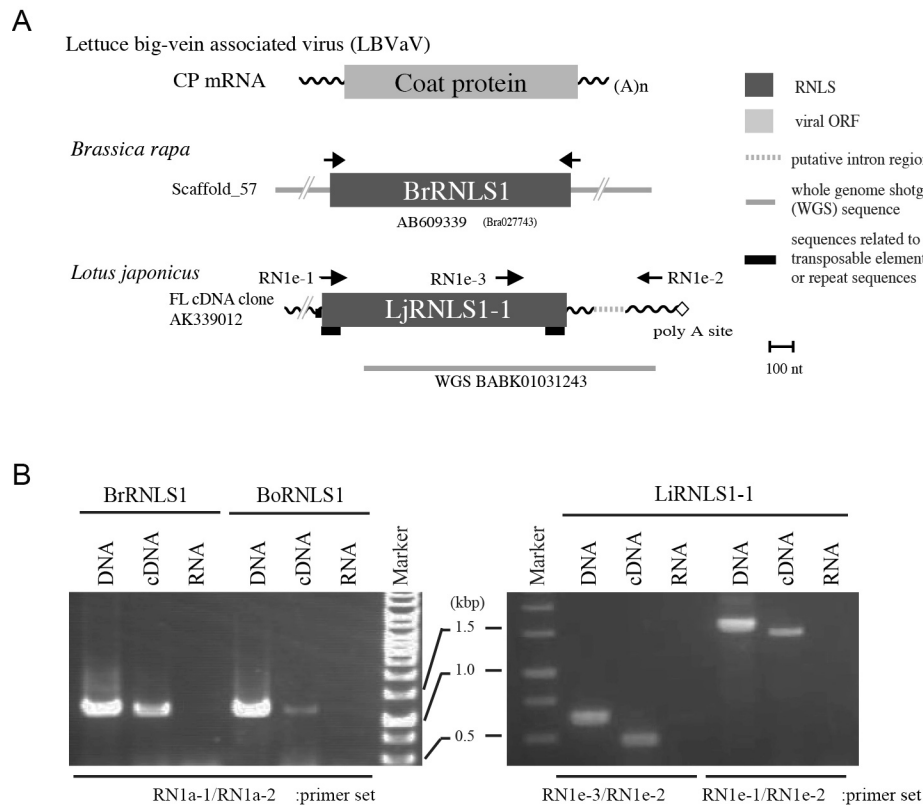 A
Lettuce big-vein associated virus (LBVaV)
CP mRNA
Coat protein
(A)n
Brassica rapa
Scaffold_57
BrRNLS1
AB609339 (Bra027743)
Lotus japonicus
RN1e-1
RN1e-3
RN1e-2
FL cDNA clone
AK339012
LjRNLS1-1
poly A site
WGS BABK01031243
RNLS
viral ORF
putative intron regio
whole genome shotg
(WGS) sequence
sequences related to
transposable element
or repeat sequences
100 nt
B
BrRNLS1
BoRNLS1
LiRNLS1-1
DNA
cDNA
RNA
DNA
cDNA
RNA
Marker
Marker
DNA
cDNA
RNA
DNA
cDNA
RNA
(kbp)
1.5
1.0
0.5
RN1a-1/RN1a-2 :primer set
RN1e-3/RN1e-2
RN1e-1/RN1e-2 :primer set